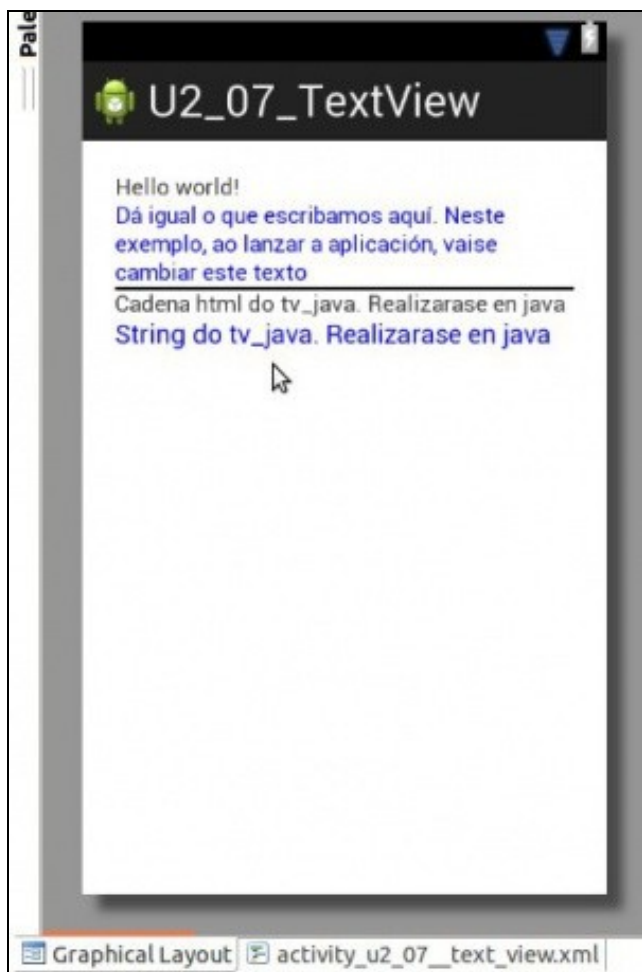 Pale
U2_07_TextView
Hello world!
Dá igual o que escribamos aquí. Neste
exemplo, ao lanzar a aplicación, vaise
cambiar este texto
Cadena html do tv_java. Realizarase en java
String do tv_java. Realizarase en java
Graphical Layout
activity_u2_07__text_view.xml